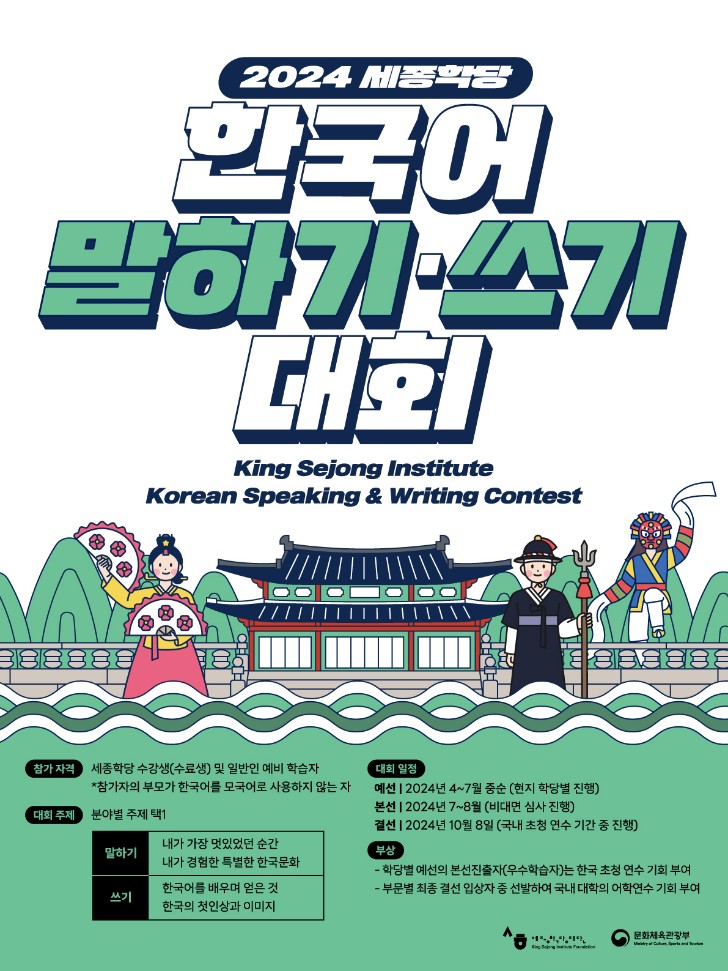 2024 세종학당
한국어
말하기·쓰기
대회
King Sejong Institute
Korean Speaking & Writing Contest
참가 자격
세종학당 수강생(수료생) 및 일반인 예비 학습자
*참가자의 부모가 한국어를 모국어로 사용하지 않는 자
대회 주제
분야별 주제 택1
말하기
내가 가장 멋있었던 순간
내가 경험한 특별한 한국문화
쓰기
한국어를 배우며 얻은 것
한국의 첫인상과 이미지
대회 일정
예선 | 2024년 4~7월 중순 (현지 학당별 진행)
본선 | 2024년 7~8월 (비대면 심사 진행)
결선 | 2024년 10월 8일 (국내 초청 연수 기간 중 진행)
부상
- 학당별 예선의 본선진출자(우수학습자)는 한국 초청 연수 기회 부여
- 부문별 최종 결선 입상자 중 선발하여 국내 대학의 어학연수 기회 부여
세종학당재단
King Sejong Institute Foundation
문화체육관광부
Ministry of Culture, Sports and Tourism